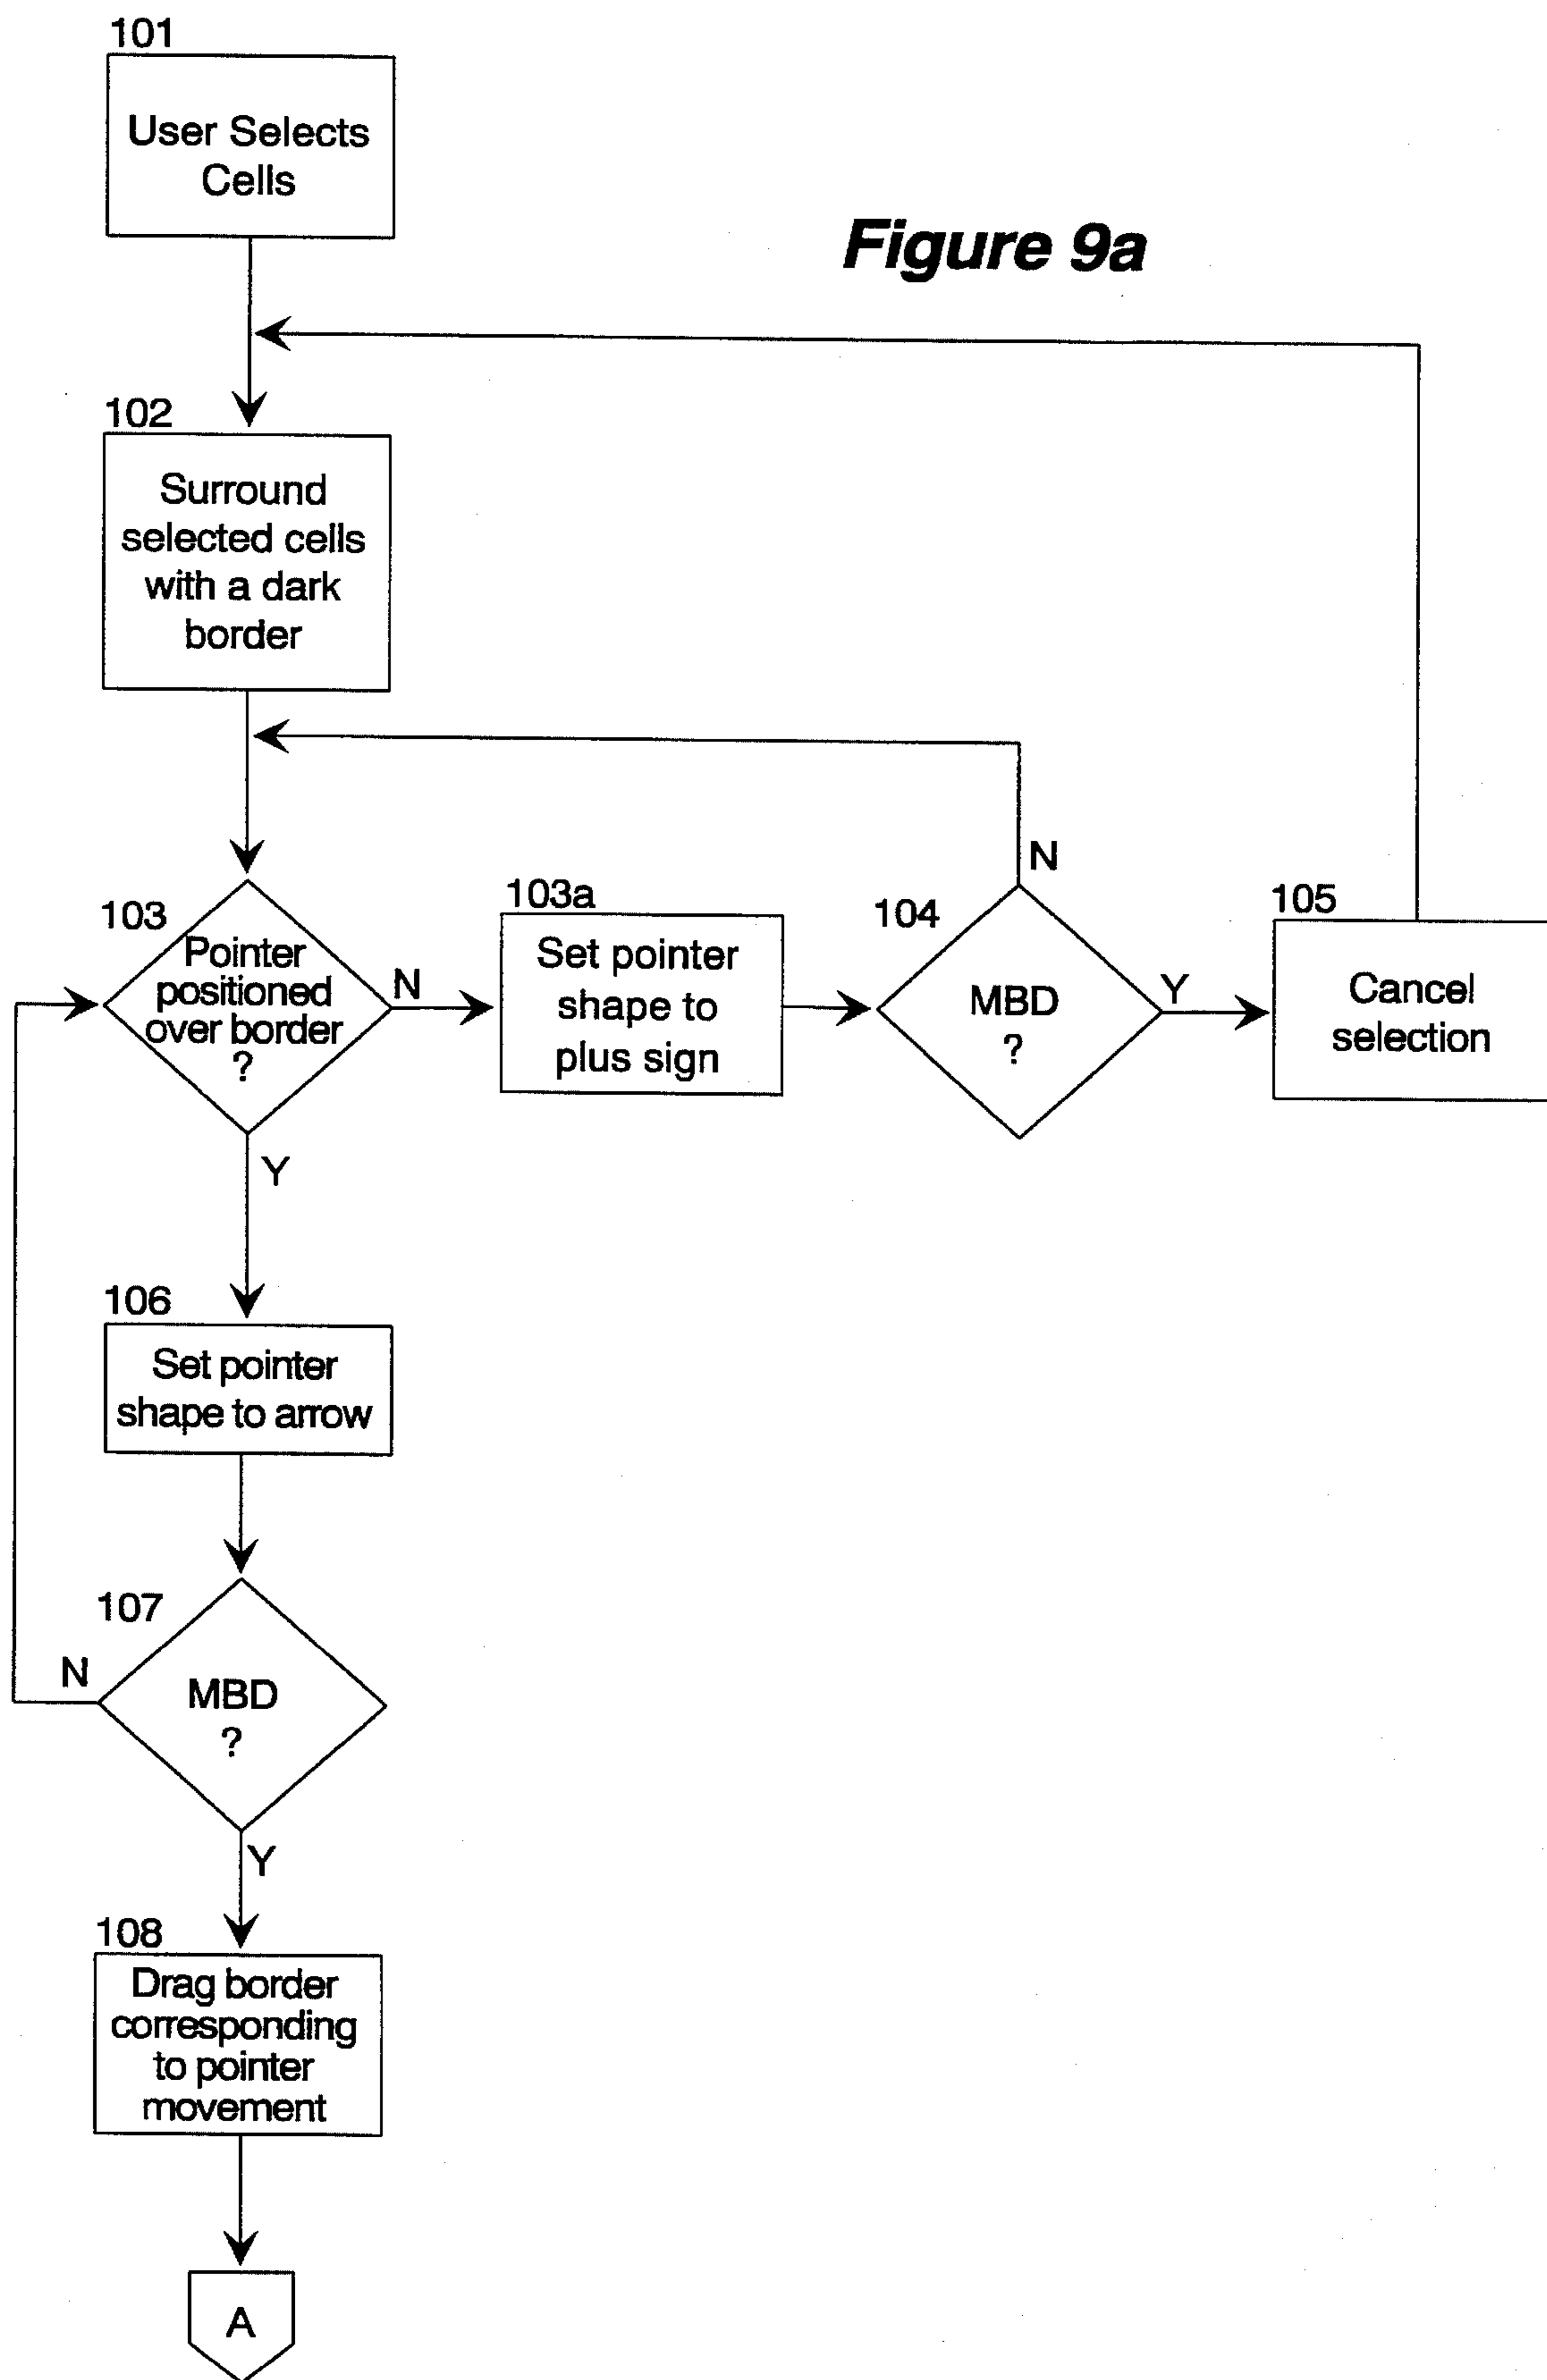 101
User Selects
Cells
Figure 9a
102
Surround
selected cells
with a dark
border
103
Pointer
positioned
over border
?
N
Y
103a
Set pointer
shape to
plus sign
104
MBD
?
N
Y
105
Cancel
selection
106
Set pointer
shape to arrow
107
MBD
?
N
Y
108
Drag border
corresponding
to pointer
movement
A